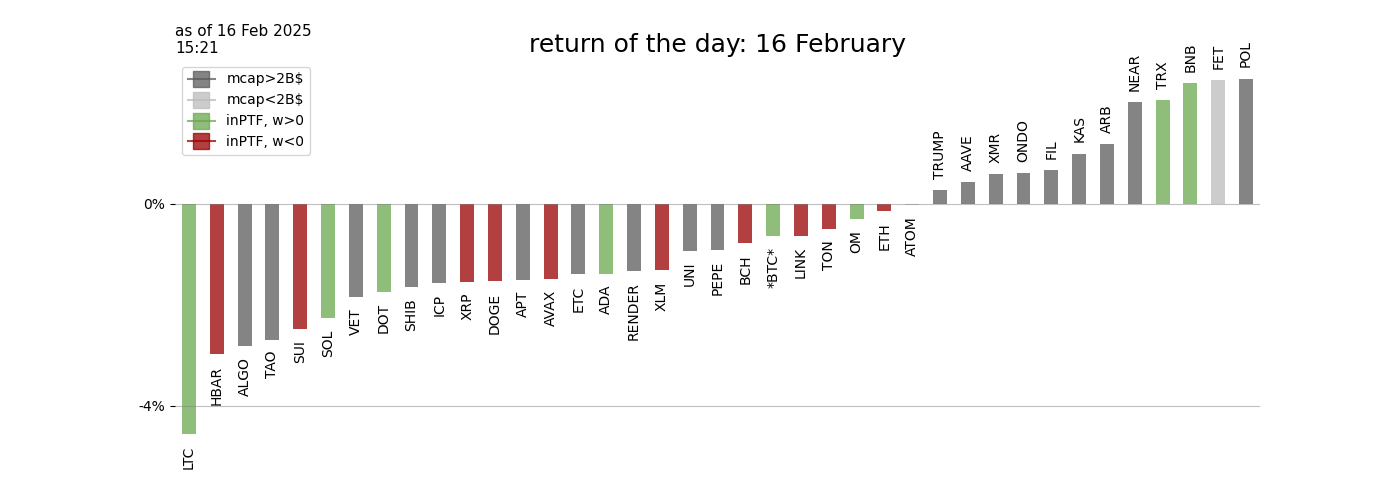 as of 16 Feb 2025
15:21
return of the day: 16 February
mcap>2B$
mcap<2B$
inPTF, w>0
inPTF, w<0
0%
-4%
LTC
HBAR
ALGO
TAO
SUI
SOL
VET
DOT
SHIB
ICP
XRP
DOGE
APT
AVAX
ETC
ADA
RENDER
XLM
UNI
PEPE
BCH
*BTC*
LINK
TON
OM
ETH
ATOM
TRUMP
AAVE
XMR
ONDO
FIL
KAS
ARB
NEAR
TRX
BNB
FET
POL